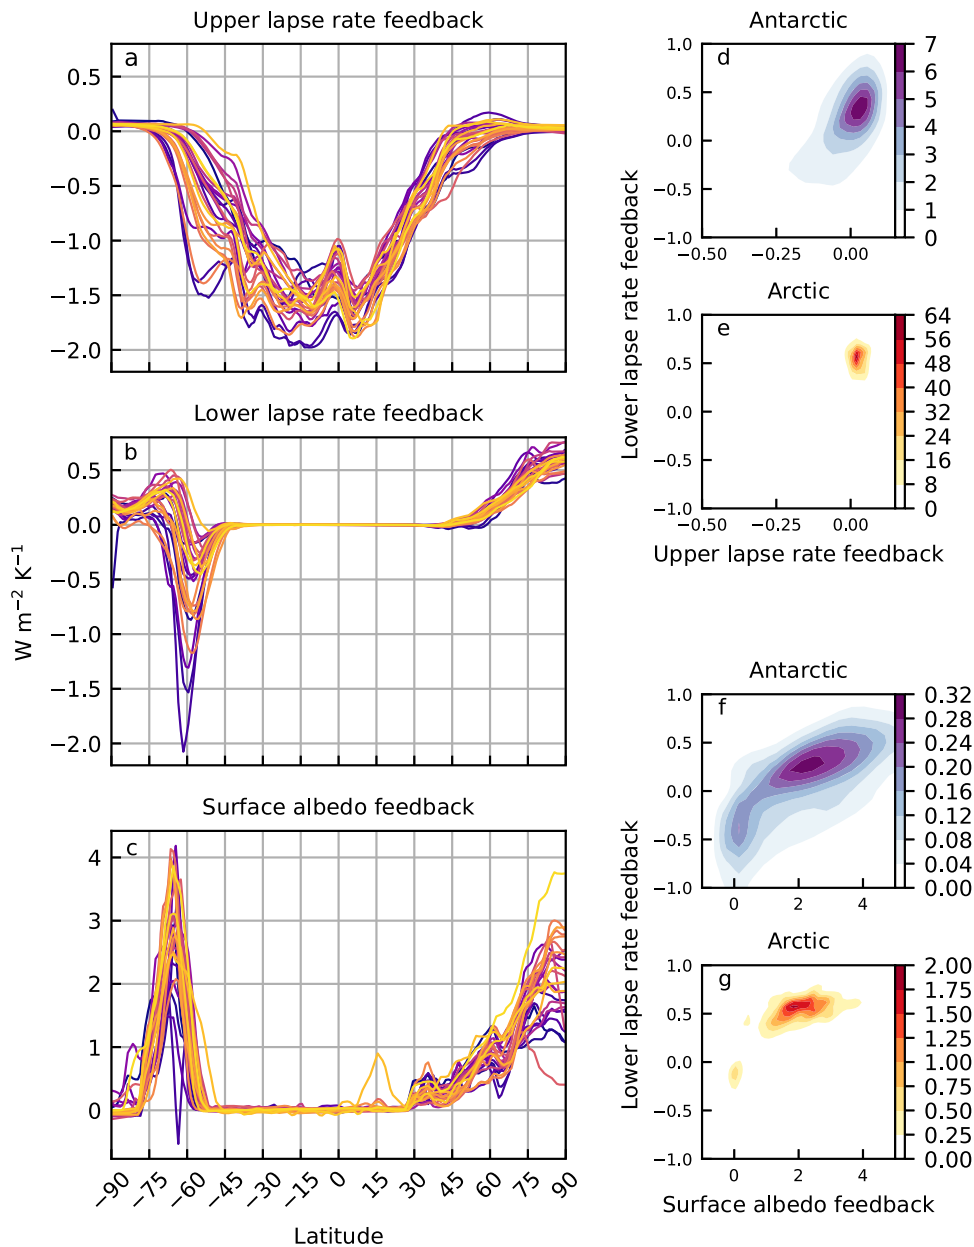 Upper lapse rate feedback
a
0.5
0.0
−0.5
−1.0
−1.5
−2.0
Lower lapse rate feedback
b
0.5
0.0
−0.5
−1.0
−1.5
−2.0
W m−2 K−1
Surface albedo feedback
c
4
3
2
1
0
−90 −75 −60 −45 −30 −15 0 15 30 45 60 75 90
Latitude
Antarctic
d
1.0
0.5
0.0
−0.5
−1.0
−0.50 −0.25 0.00
7
6
5
4
3
2
1
0
Arctic
e
1.0
0.5
0.0
−0.5
−1.0
−0.50 −0.25 0.00
64
56
48
40
32
24
16
8
0
Lower lapse rate feedback
Upper lapse rate feedback
Antarctic
f
1.0
0.5
0.0
−0.5
−1.0
0 2 4
0.32
0.28
0.24
0.20
0.16
0.12
0.08
0.04
0.00
Arctic
g
1.0
0.5
0.0
−0.5
−1.0
0 2 4
2.00
1.75
1.50
1.25
1.00
0.75
0.50
0.25
0.00
Lower lapse rate feedback
Surface albedo feedback